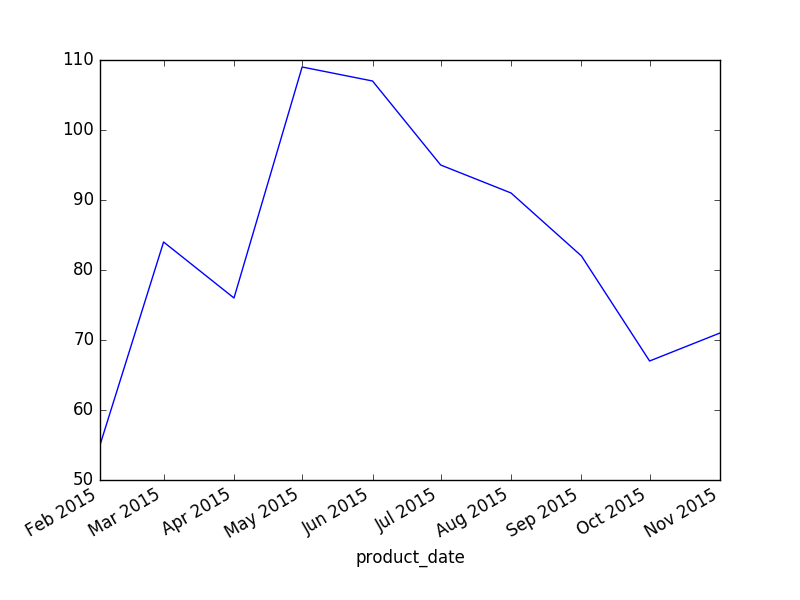 110
100
90
80
70
60
50
Feb 2015
Mar 2015
Apr 2015
May 2015
Jun 2015
Jul 2015
Aug 2015
Sep 2015
Oct 2015
Nov 2015
product_date